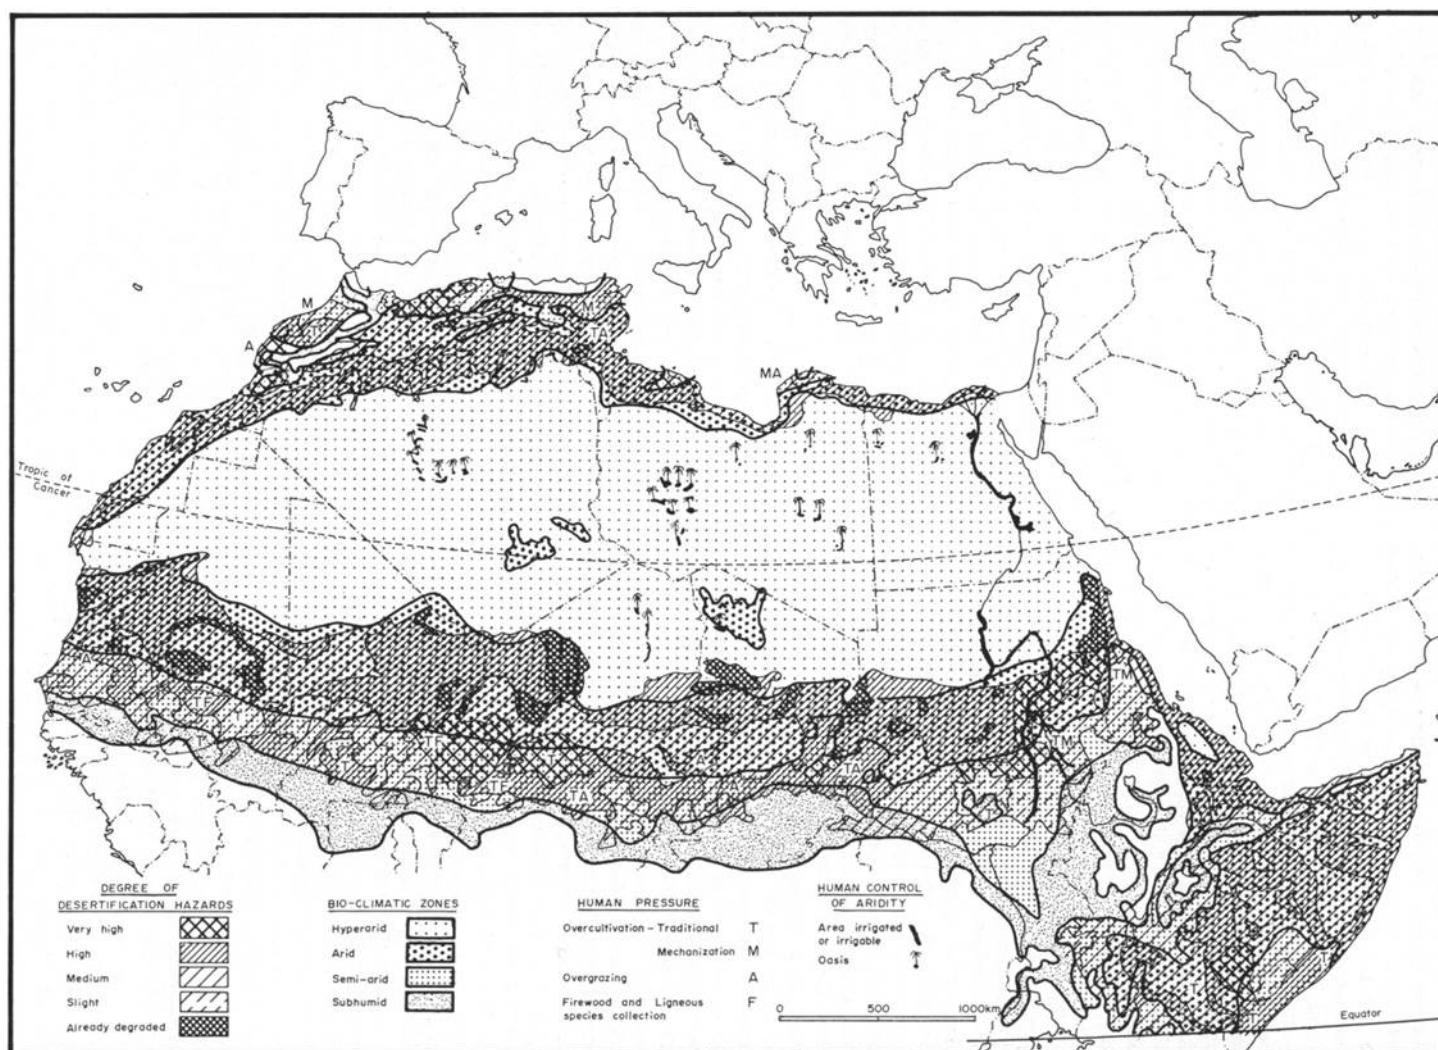 M
M
T
A
TA
MA
Tropic of
Cancer
A
TM
T
T
TM
T
T
A
T
TA
A
T
T
DEGREE OF
DESERTIFICATION HAZARDS
Very high
High
Medium
Slight
Already degraded
BIO-CLIMATIC ZONES
Hyperarid
Arid
Semi-arid
Subhumid
HUMAN PRESSURE
Overcultivation - Traditional T
Mechanization M
Overgrazing A
Firewood and Ligneous F
species collection
HUMAN CONTROL
OF ARIDITY
Area irrigated
or irrigable
Oasis
0 500 1000km
Equator